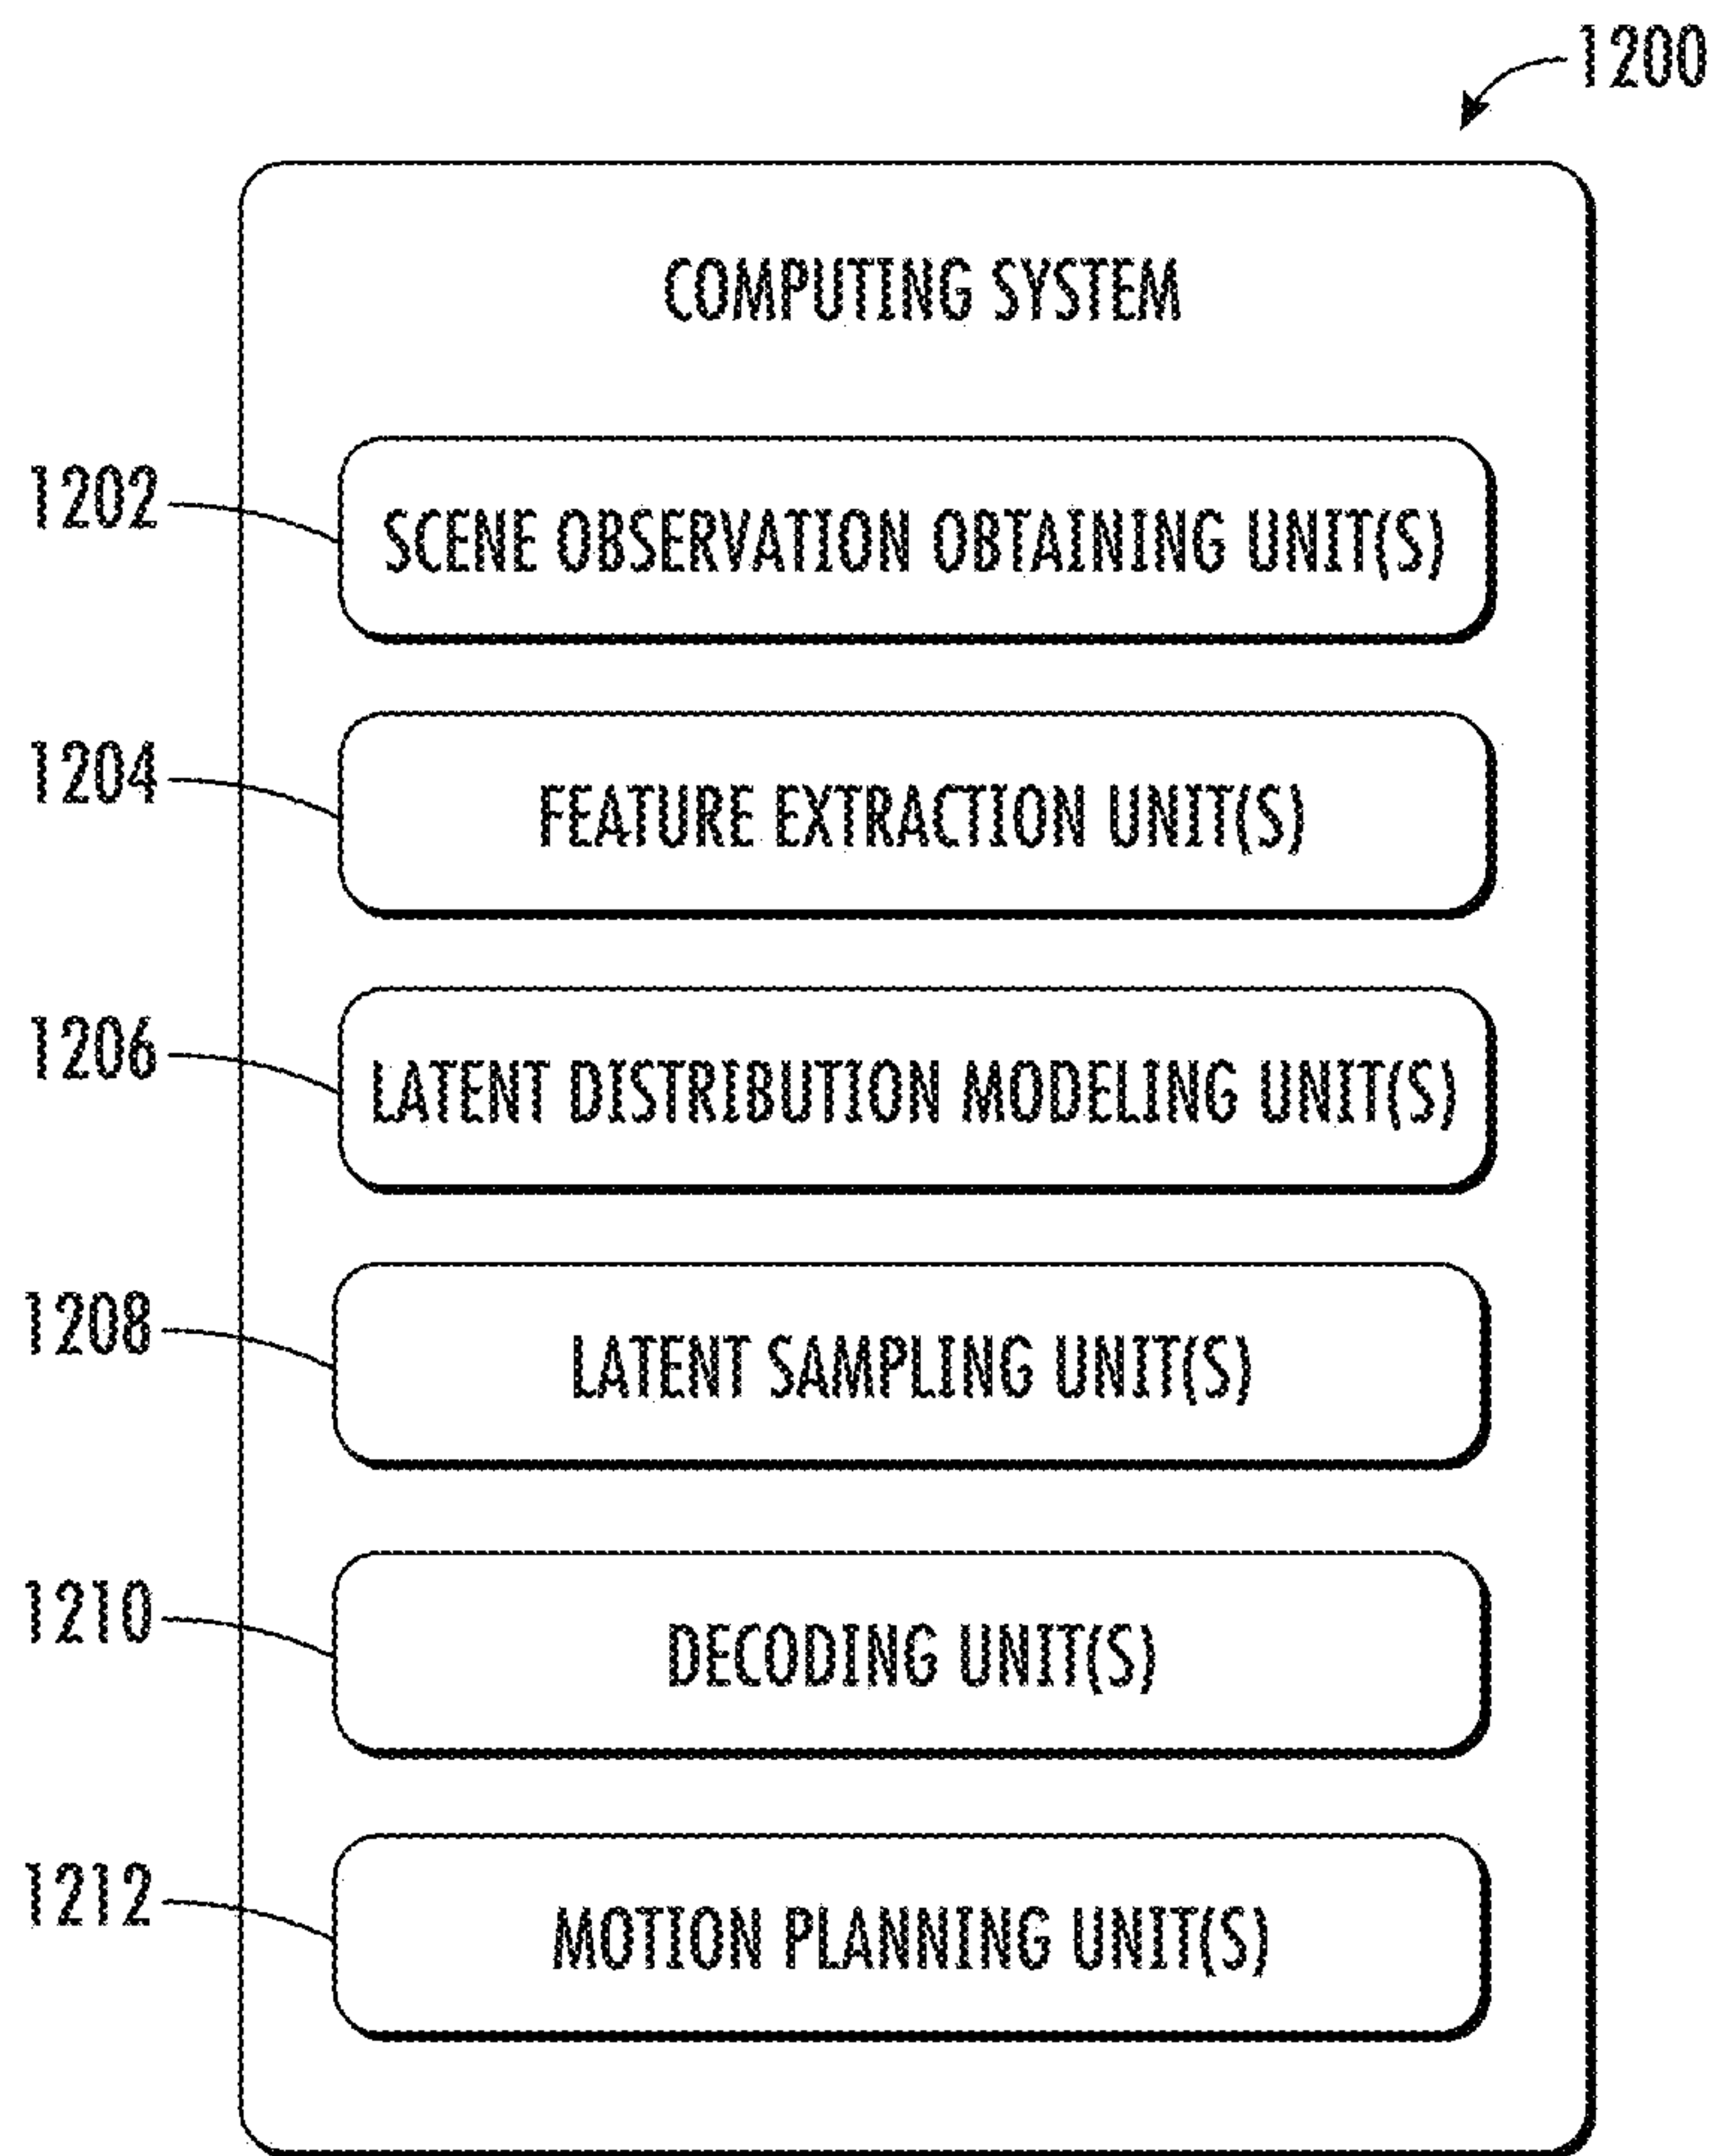 1200
COMPUTING SYSTEM
1202
SCENE OBSERVATION OBTAINING UNIT(S)
1204
FEATURE EXTRACTION UNIT(S)
1206
LATENT DISTRIBUTION MODELING UNIT(S)
1208
LATENT SAMPLING UNIT(S)
1210
DECODING UNIT(S)
1212
MOTION PLANNING UNIT(S)